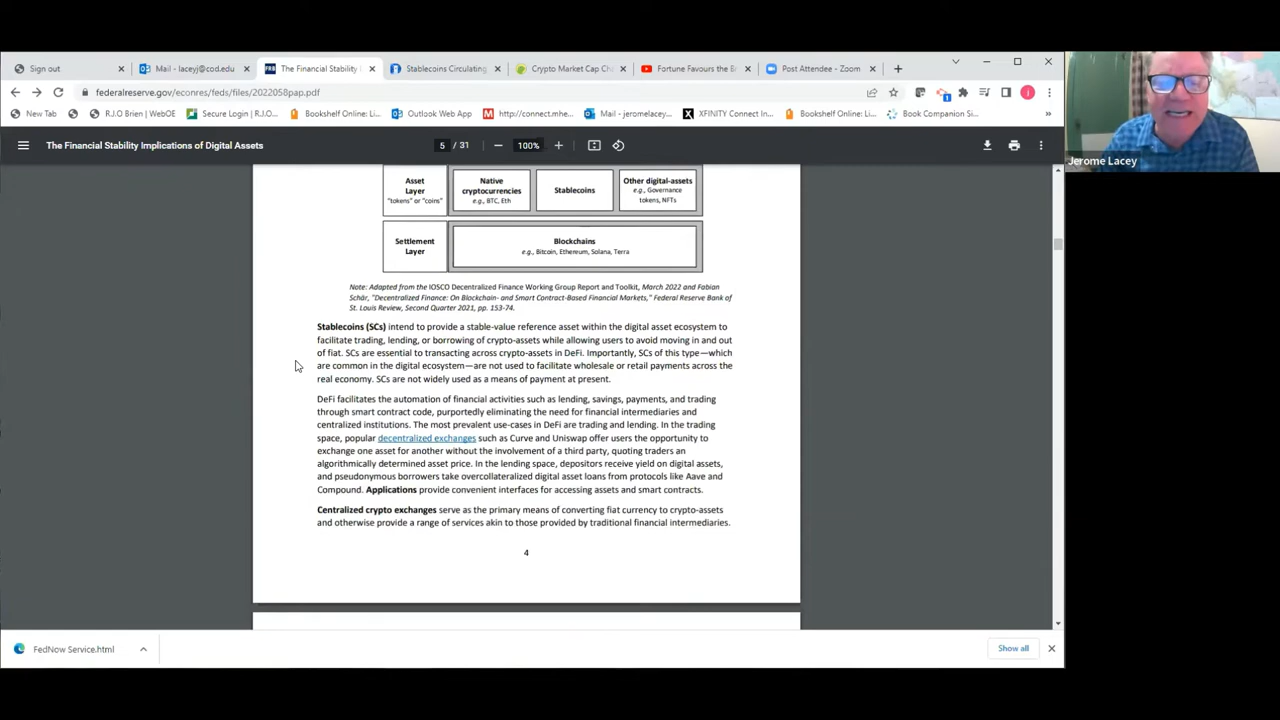 Sign out
Mail - laceyj@cod.edu
The Financial Stability
Stablecoins Circulating
Crypto Market Cap Cha
Fortune Favours the Br
Post Attendee - Zoom
federalreserve.gov/econres/feds/files/2022058pap.pdf
New Tab
R.J.O Brien | WebOE
Secure Login | R.J.O...
Bookshelf Online: Li...
Outlook Web App
http://connect.mhe...
Mail - jeromelacey...
XFINITY Connect In...
Bookshelf Online: Li...
Book Companion Si...
Jerome Lacey
The Financial Stability Implications of Digital Assets
5 / 31
100%
Asset
Layer
"tokens" or "coins"
Native
cryptocurrencies
e.g., BTC, Eth
Stablecoins
Other digital-assets
e.g., Governance
tokens, NFTs
Settlement
Layer
Blockchains
e.g., Bitcoin, Ethereum, Solana, Terra
Note: Adapted from the IOSCO Decentralized Finance Working Group Report and Toolkit, March 2022 and Fabian
Schär, "Decentralized Finance: On Blockchain- and Smart Contract-Based Financial Markets," Federal Reserve Bank of
St. Louis Review, Second Quarter 2021, pp. 153-74.
Stablecoins (SCs) intend to provide a stable-value reference asset within the digital asset ecosystem to
facilitate trading, lending, or borrowing of crypto-assets while allowing users to avoid moving in and out
of fiat. SCs are essential to transacting across crypto-assets in DeFi. Importantly, SCs of this type—which
are common in the digital ecosystem—are not used to facilitate wholesale or retail payments across the
real economy. SCs are not widely used as a means of payment at present.
DeFi facilitates the automation of financial activities such as lending, savings, payments, and trading
through smart contract code, purportedly eliminating the need for financial intermediaries and
centralized institutions. The most prevalent use-cases in DeFi are trading and lending. In the trading
space, popular decentralized exchanges such as Curve and Uniswap offer users the opportunity to
exchange one asset for another without the involvement of a third party, quoting traders an
algorithmically determined asset price. In the lending space, depositors receive yield on digital assets,
and pseudonymous borrowers take overcollateralized digital asset loans from protocols like Aave and
Compound. Applications provide convenient interfaces for accessing assets and smart contracts.
Centralized crypto exchanges serve as the primary means of converting fiat currency to crypto-assets
and otherwise provide a range of services akin to those provided by traditional financial intermediaries.
4
FedNow Service.html
Show all